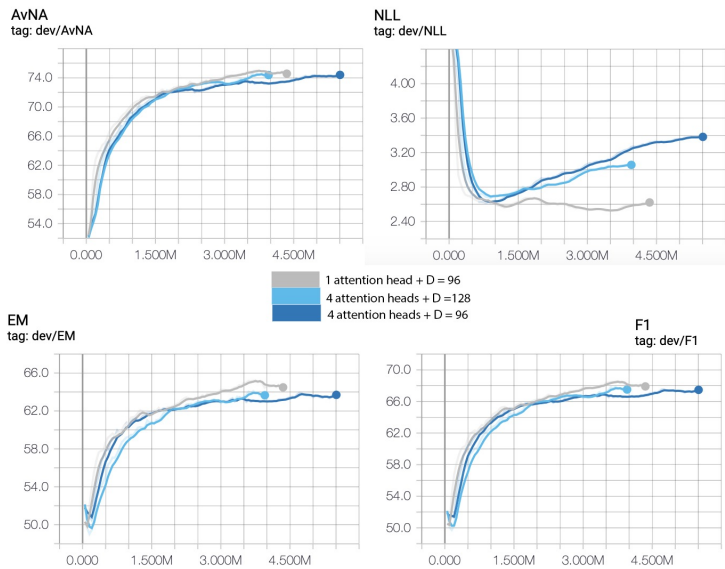 AvNA
tag: dev/AvNA
74.0
70.0
66.0
62.0
58.0
54.0
0.000 1.500M 3.000M 4.500M
NLL
tag: dev/NLL
4.00
3.60
3.20
2.80
2.40
0.000 1.500M 3.000M 4.500M
1 attention head + D = 96
4 attention heads + D =128
4 attention heads + D = 96
EM
tag: dev/EM
66.0
62.0
58.0
54.0
50.0
0.000 1.500M 3.000M 4.500M
F1
tag: dev/F1
70.0
66.0
62.0
58.0
54.0
50.0
0.000 1.500M 3.000M 4.500M